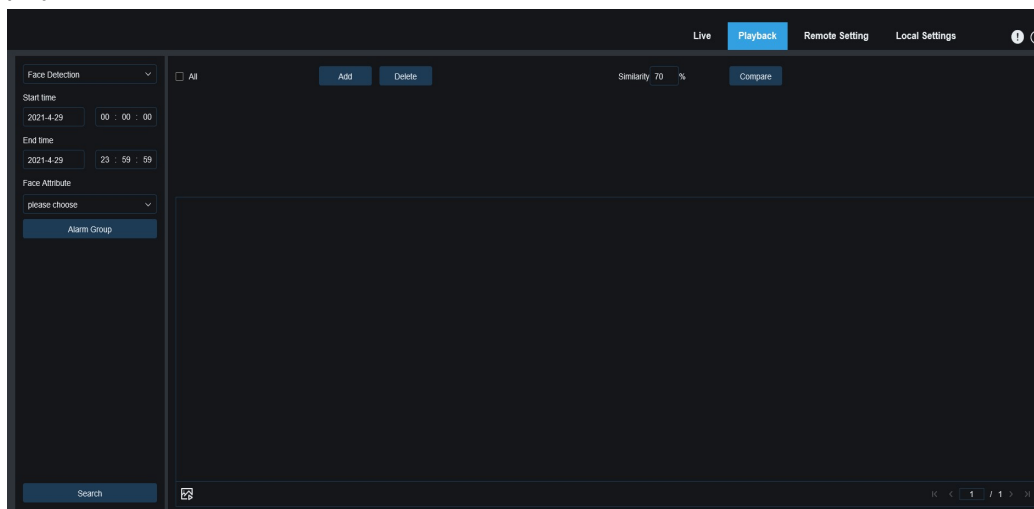 Live Playback Remote Setting Local Settings
Face Detection
All Add Delete Similarity 70 % Compare
Start time
2021-4-29 00 : 00 : 00
End time
2021-4-29 23 : 59 : 59
Face Attribute
please choose
Alarm Group
Search
1 / 1